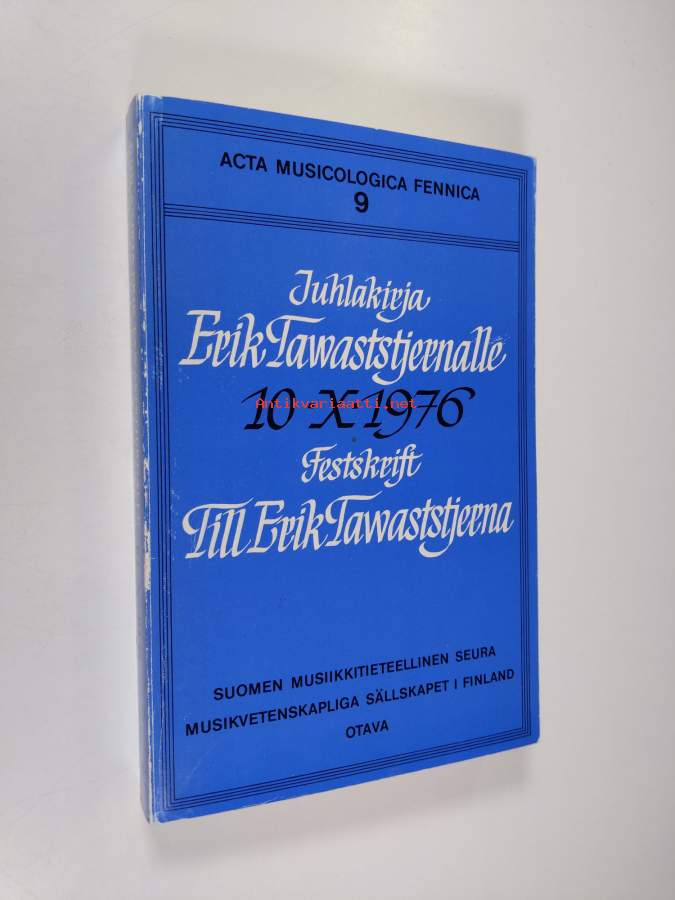 ACTA MUSICOLOGICA FENNICA
9
Juhlakirja
Erik Tawaststjernalle
10 X 1976
Antikvariaatti.net
Festskrift
Till Erik Tawaststjerna
SUOMEN MUSIIKKITIETEELLINEN SEURA
MUSIKVETENSKAPLIGA SÄLLSKAPET I FINLAND
OTAVA